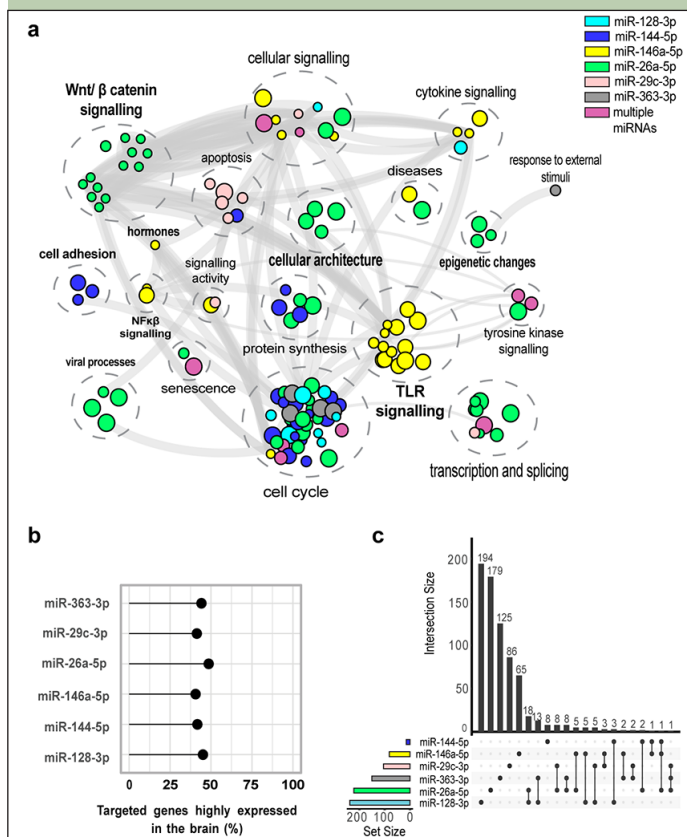 a
miR-128-3p
miR-144-5p
miR-146a-5p
miR-26a-5p
miR-29c-3p
miR-363-3p
multiple
miRNAs
cellular signalling
Wnt/ β catenin
signalling
cytokine signalling
apoptosis
diseases
response to external
stimuli
hormones
cell adhesion
signalling
activity
cellular architecture
epigenetic changes
NFκβ
signalling
protein synthesis
tyrosine kinase
signalling
viral processes
senescence
TLR
signalling
cell cycle
transcription and splicing
b
miR-363-3p
miR-29c-3p
miR-26a-5p
miR-146a-5p
miR-144-5p
miR-128-3p
0 25 50 75 100
Targeted genes highly expressed
in the brain (%)
c
Intersection Size
200
150
100
50
0
194 179 125 86 65 18 13 8 8 8 5 5 5 3 3 2 2 2 1 1 1
miR-144-5p
miR-146a-5p
miR-29c-3p
miR-363-3p
miR-26a-5p
miR-128-3p
200 100 0
Set Size